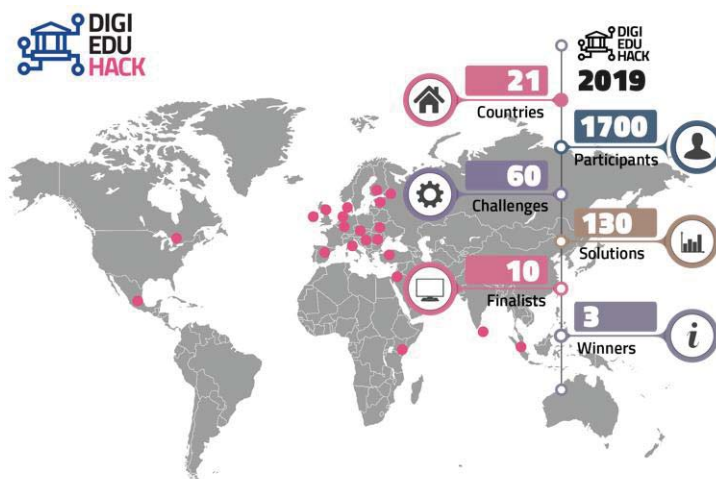 DIGI
EDU
HACK
DIGI
EDU
HACK
2019
21
Countries
1700
Participants
60
Challenges
130
Solutions
10
Finalists
3
Winners
i